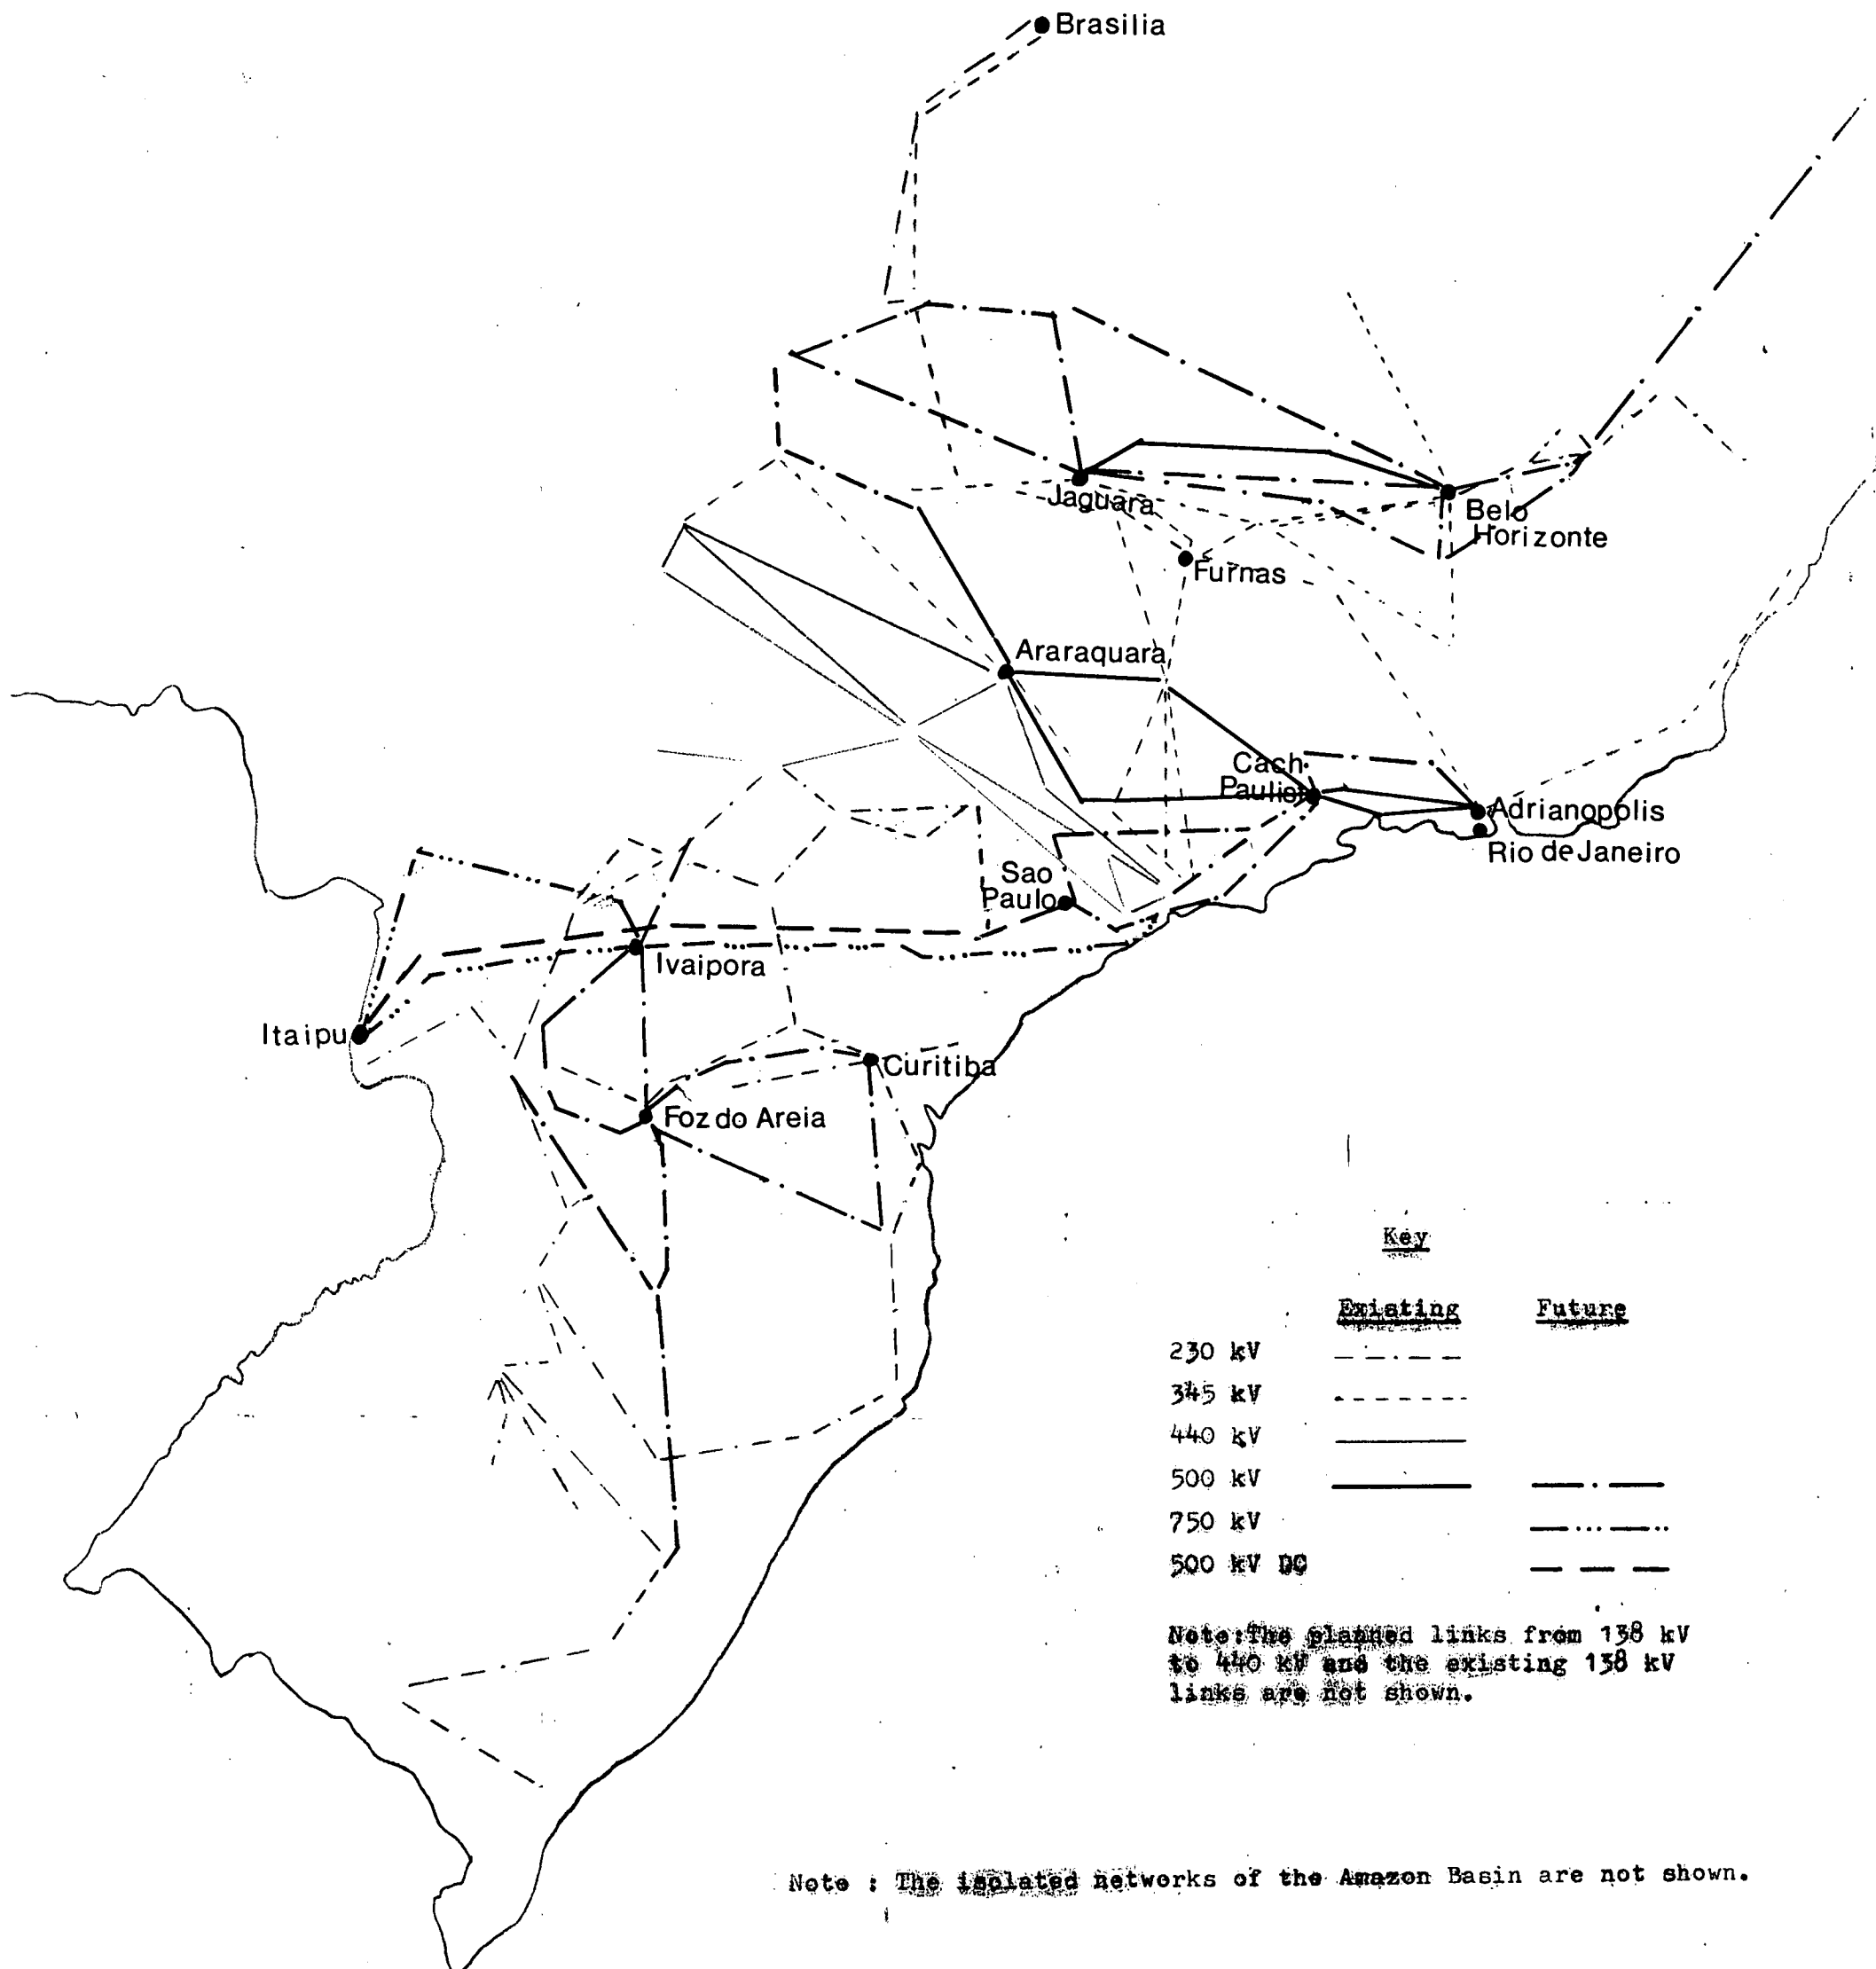 Brasilia
Jaguara
Belo
Horizonte
Furnas
Araraquara
Cach.
Paulist
Adrianopolis
Rio de Janeiro
Sao
Paulo
Ivaipora
Itaipu
Curitiba
Foz do Areia
Key
Existing Future
230 kV
345 kV
440 kV
500 kV
750 kV
500 kV DC
Note:The planned links from 138 kV
to 440 kV and the existing 138 kV
links are not shown.
Note : The isolated networks of the Amazon Basin are not shown.